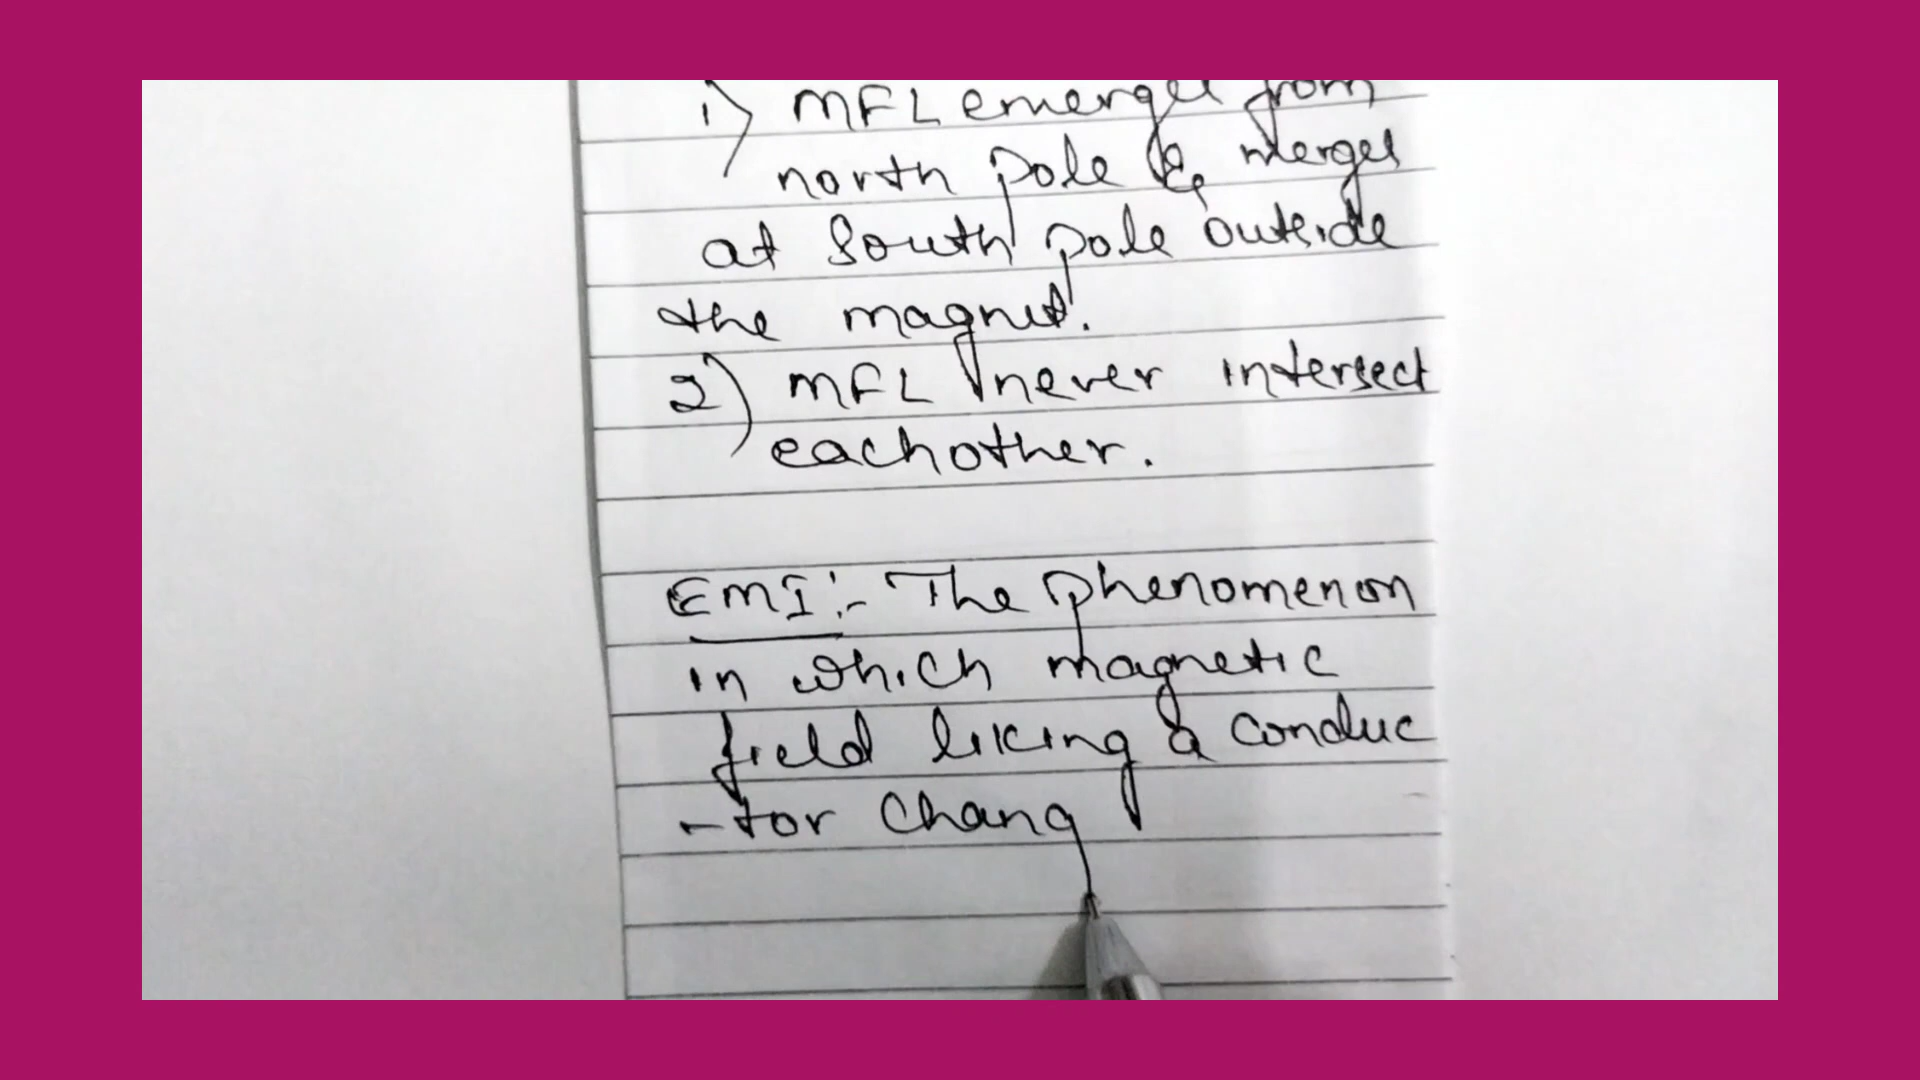 1) MFL emerges from
north pole & merges
at South pole outside
the magnet.
2) MFL never intersect
eachother.
EMI:- The phenomenon
in which magnetic
field liking a conduc
-tor Chang